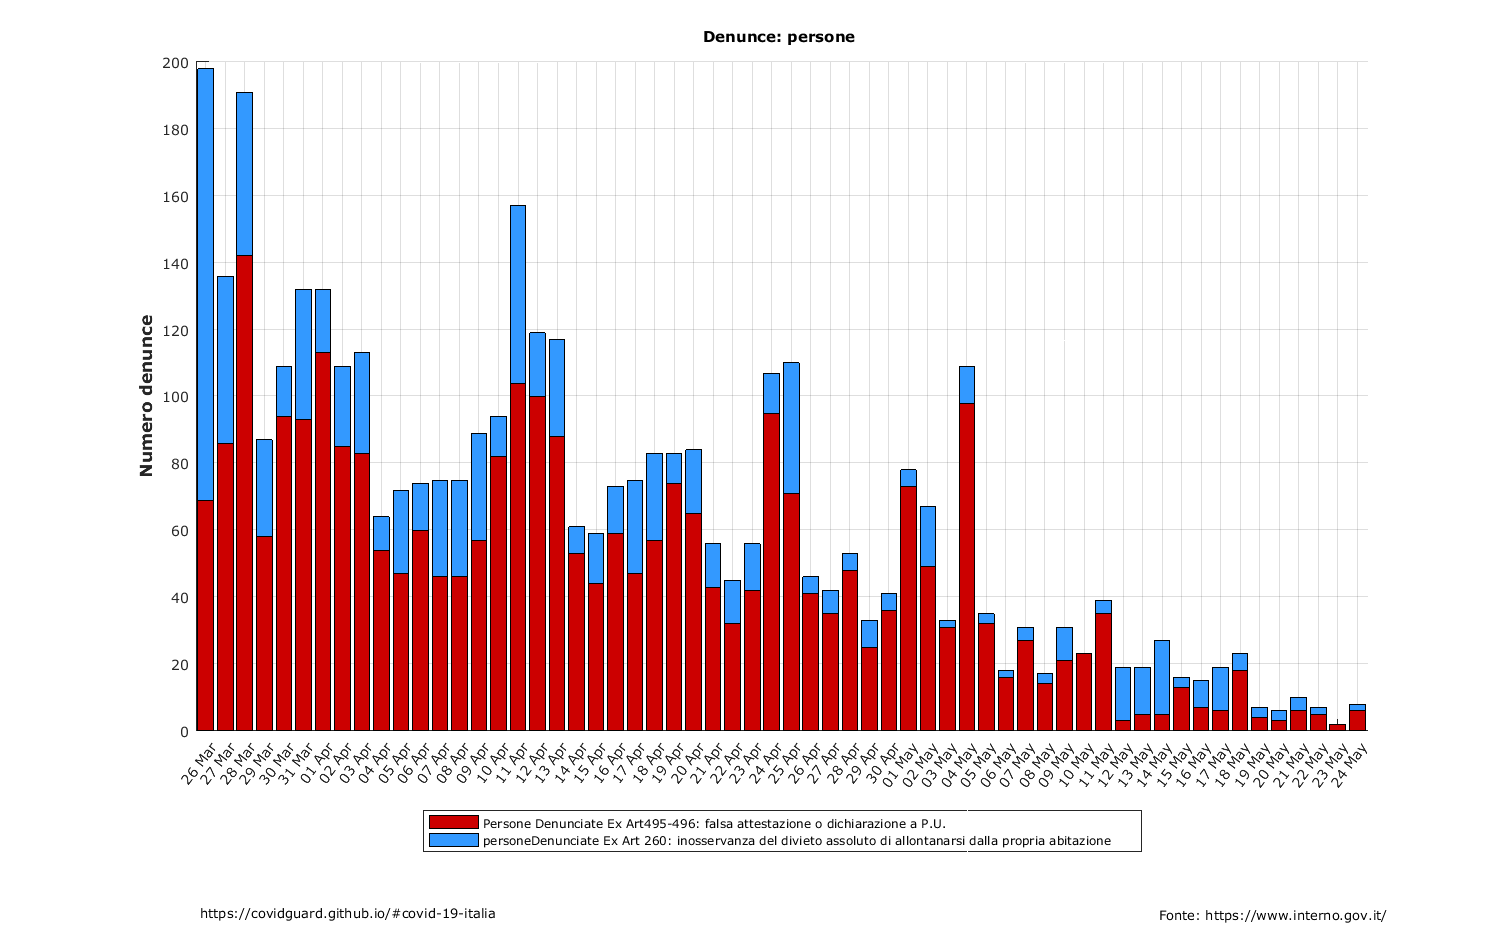 Denunce: persone
200
180
160
140
120
100
80
60
40
20
0
Numero denunce
26 Mar
27 Mar
28 Mar
29 Mar
30 Mar
31 Mar
01 Apr
02 Apr
03 Apr
04 Apr
05 Apr
06 Apr
07 Apr
08 Apr
09 Apr
10 Apr
11 Apr
12 Apr
13 Apr
14 Apr
15 Apr
16 Apr
17 Apr
18 Apr
19 Apr
20 Apr
21 Apr
22 Apr
23 Apr
24 Apr
25 Apr
26 Apr
27 Apr
28 Apr
29 Apr
30 Apr
01 May
02 May
03 May
04 May
05 May
06 May
07 May
08 May
09 May
10 May
11 May
12 May
13 May
14 May
15 May
16 May
17 May
18 May
19 May
20 May
21 May
22 May
23 May
24 May
Persone Denunciate Ex Art495-496: falsa attestazione o dichiarazione a P.U.
personeDenunciate Ex Art 260: inosservanza del divieto assoluto di allontanarsi dalla propria abitazione
https://covidguard.github.io/#covid-19-italia
Fonte: https://www.interno.gov.it/